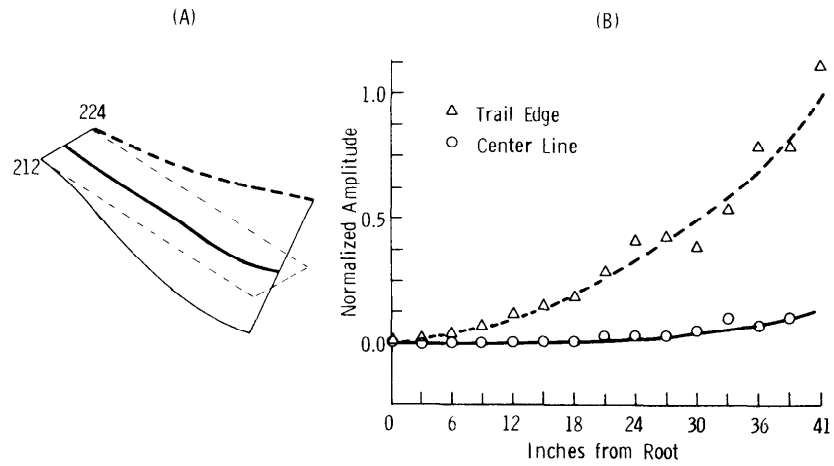 (A)
224
212
(B)
Normalized Amplitude
1.0
0.5
0.0
Trail Edge
Center Line
0 6 12 18 24 30 36 41
Inches from Root